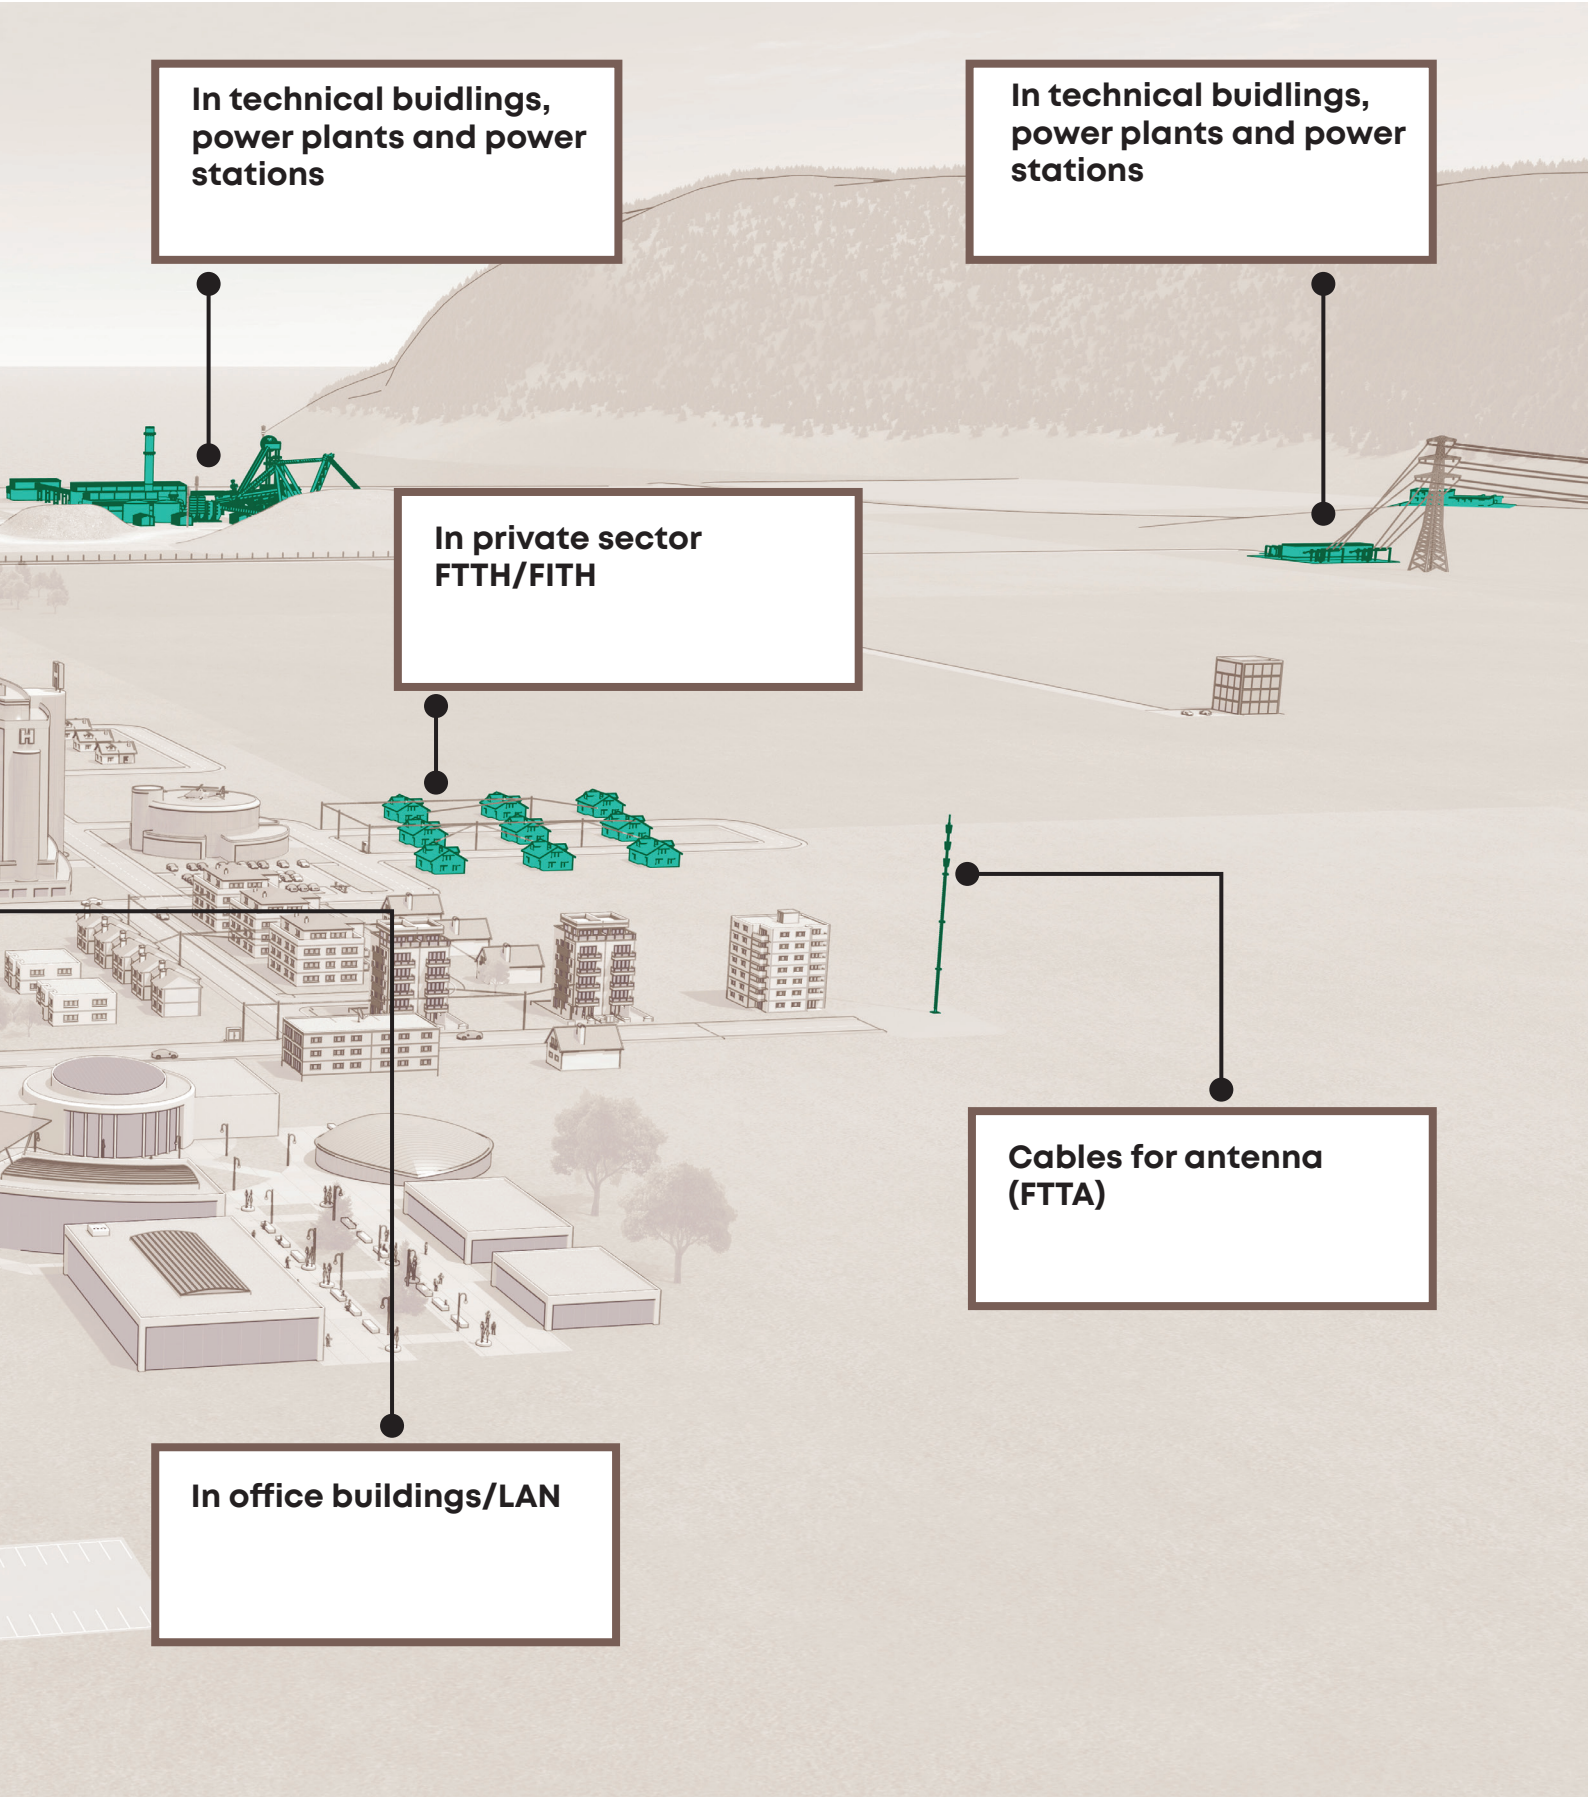 In technical buidlings,
power plants and power
stations
In technical buidlings,
power plants and power
stations
In private sector
FTTH/FITH
H
Cables for antenna
(FTTA)
In office buildings/LAN